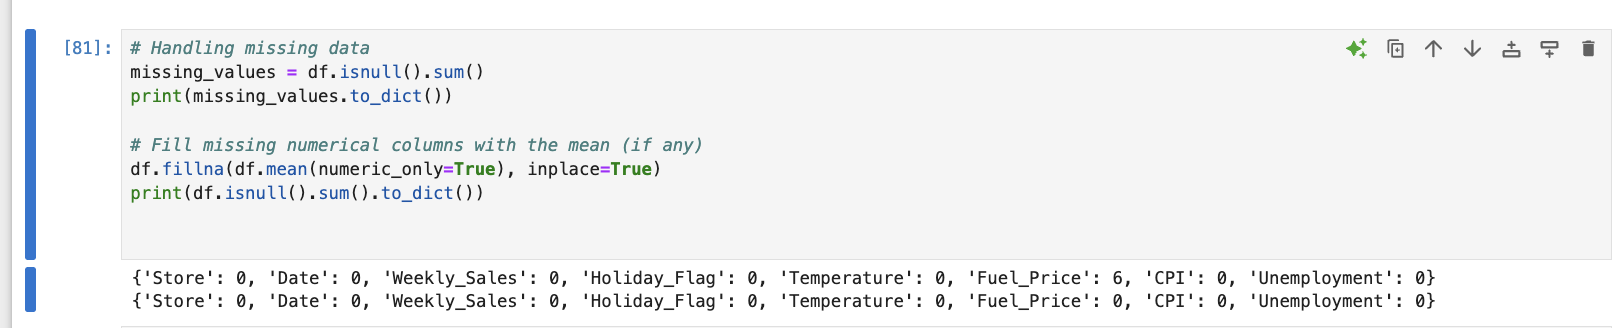 [81]:
# Handling missing data
missing_values = df.isnull().sum()
print(missing_values.to_dict())
# Fill missing numerical columns with the mean (if any)
df.fillna(df.mean(numeric_only=True), inplace=True)
print(df.isnull().sum().to_dict())
{'Store': 0, 'Date': 0, 'Weekly_Sales': 0, 'Holiday_Flag': 0, 'Temperature': 0, 'Fuel_Price': 6, 'CPI': 0, 'Unemployment': 0}
{'Store': 0, 'Date': 0, 'Weekly_Sales': 0, 'Holiday_Flag': 0, 'Temperature': 0, 'Fuel_Price': 0, 'CPI': 0, 'Unemployment': 0}